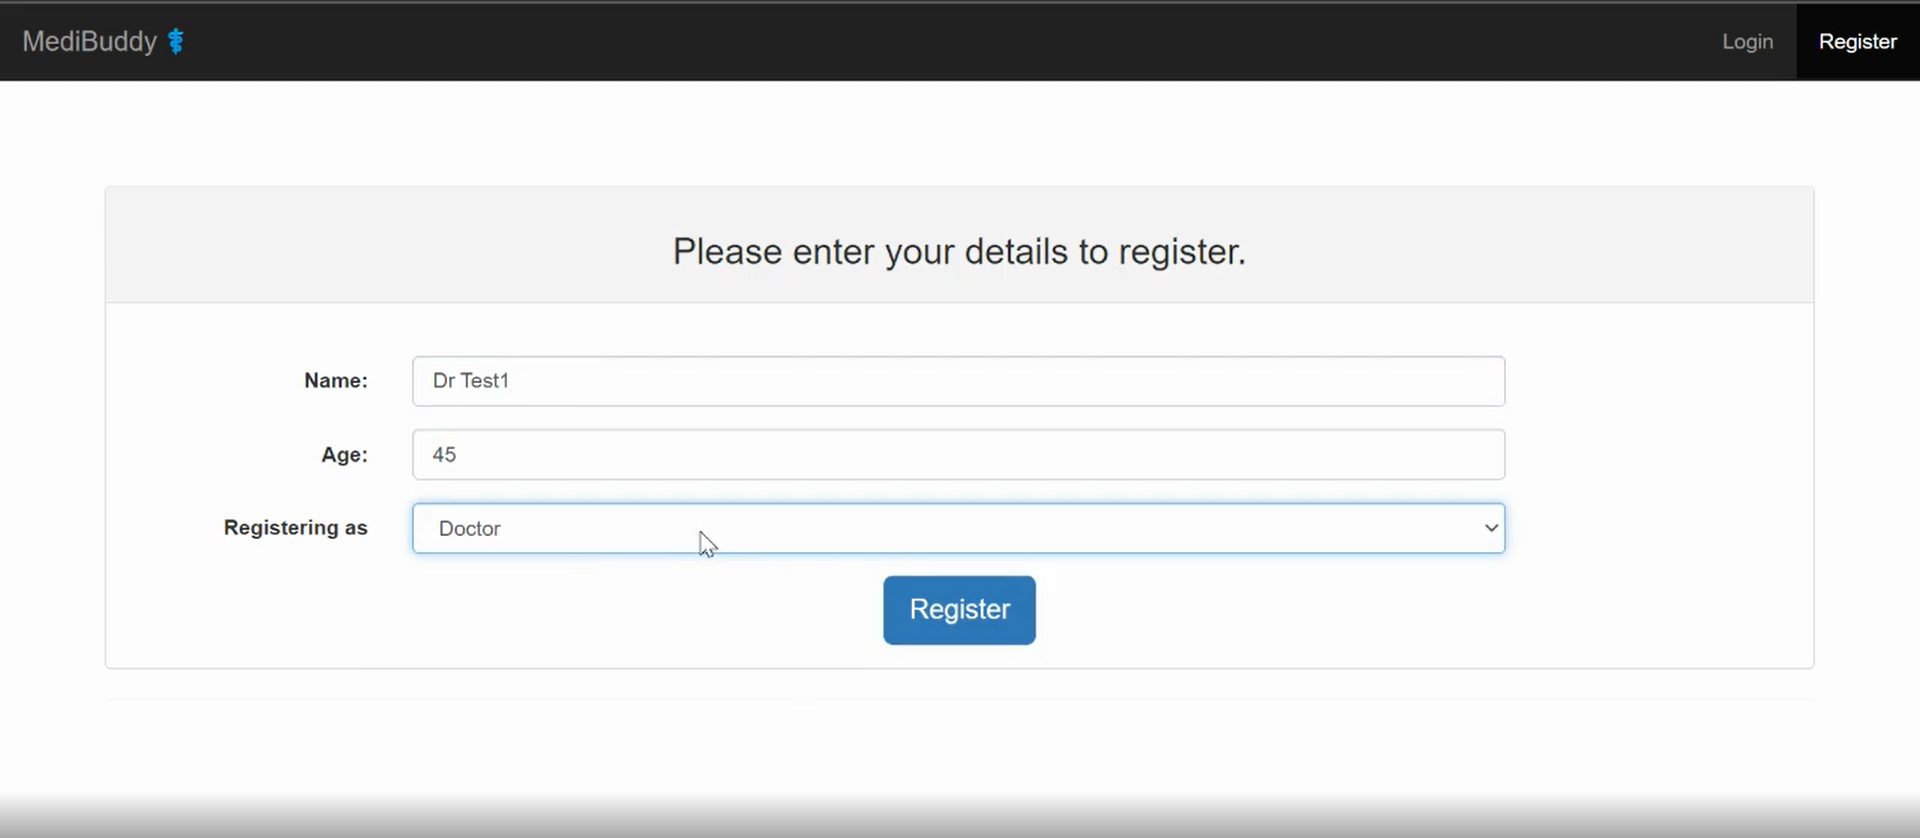 MediBuddy
Login
Register
Please enter your details to register.
Name:
Dr Test1
Age:
45
Registering as
Doctor
Register